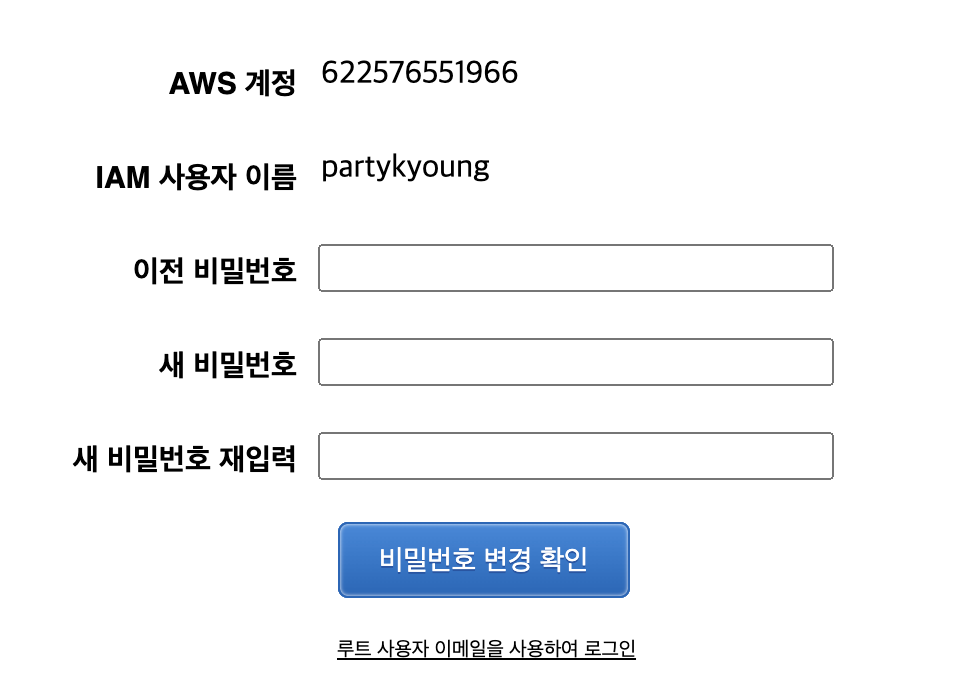 AWS 계정 622576551966
IAM 사용자 이름 partykyoung
이전 비밀번호
새 비밀번호
새 비밀번호 재입력
비밀번호 변경 확인
루트 사용자 이메일을 사용하여 로그인